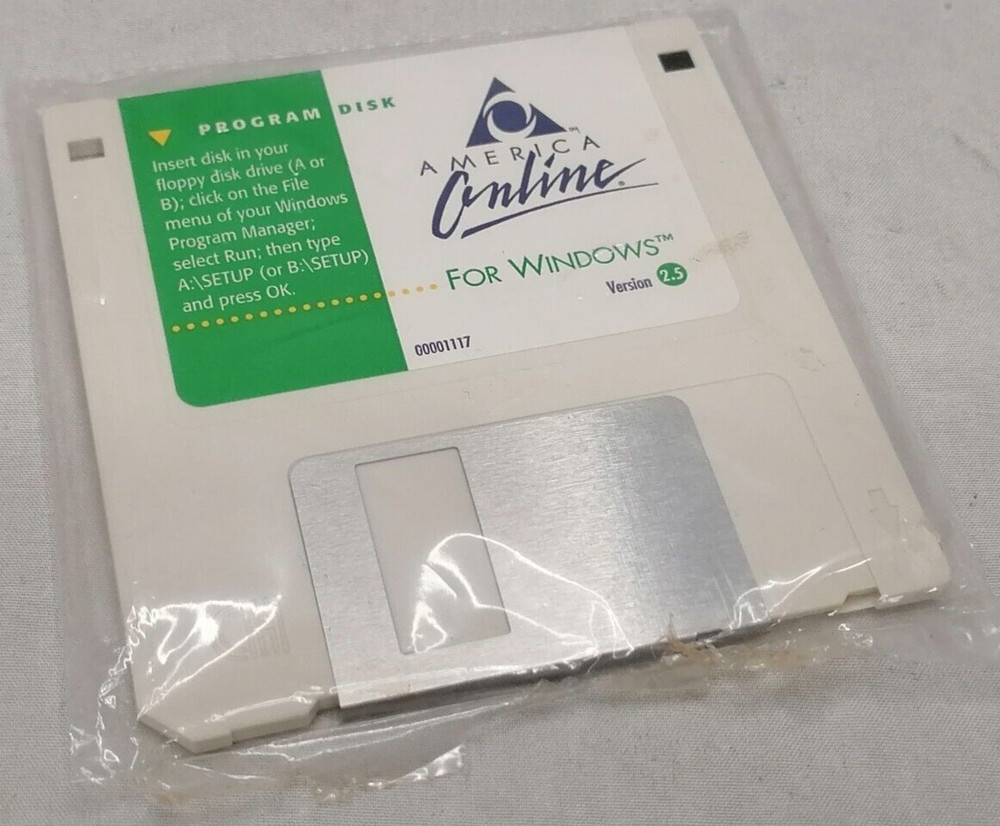 PROGRAM DISK
Insert disk in your
floppy disk drive (A or
B); click on the File
menu of your Windows
Program Manager;
select Run; then type
A:\SETUP (or B:\SETUP)
and press OK.
AMERICA™
Online®
FOR WINDOWS™
Version 2.5
00001117